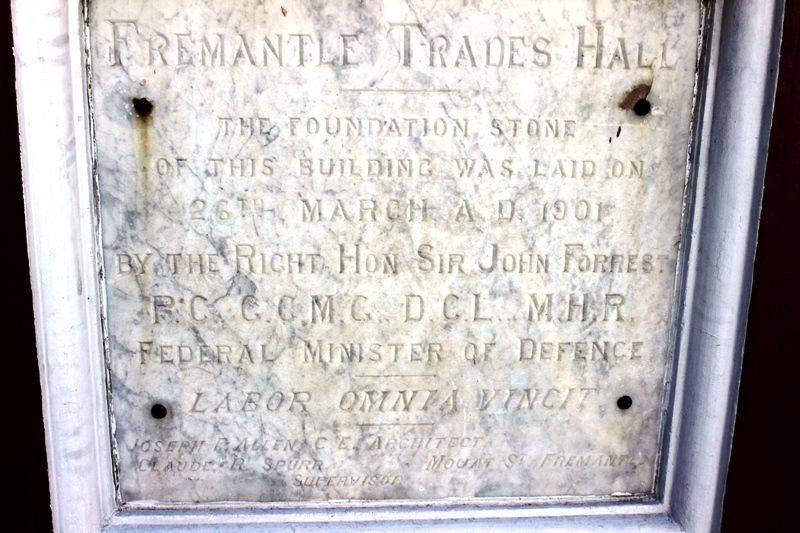 FREMANTLE TRADES HALL
THE FOUNDATION STONE
OF THIS BUILDING WAS LAID ON
26TH MARCH A.D. 1901
BY THE RIGHT HON SIR JOHN FORREST
P.C. G.C.M.G. D.C.L. M.H.R.
FEDERAL MINISTER OF DEFENCE
LABOR OMNIA VINCIT
JOSEPH F. ALLEN C.E. ARCHITECT
CLAUDE H. SPURR MOUAT ST FREMANTLE
SUPERVISOR